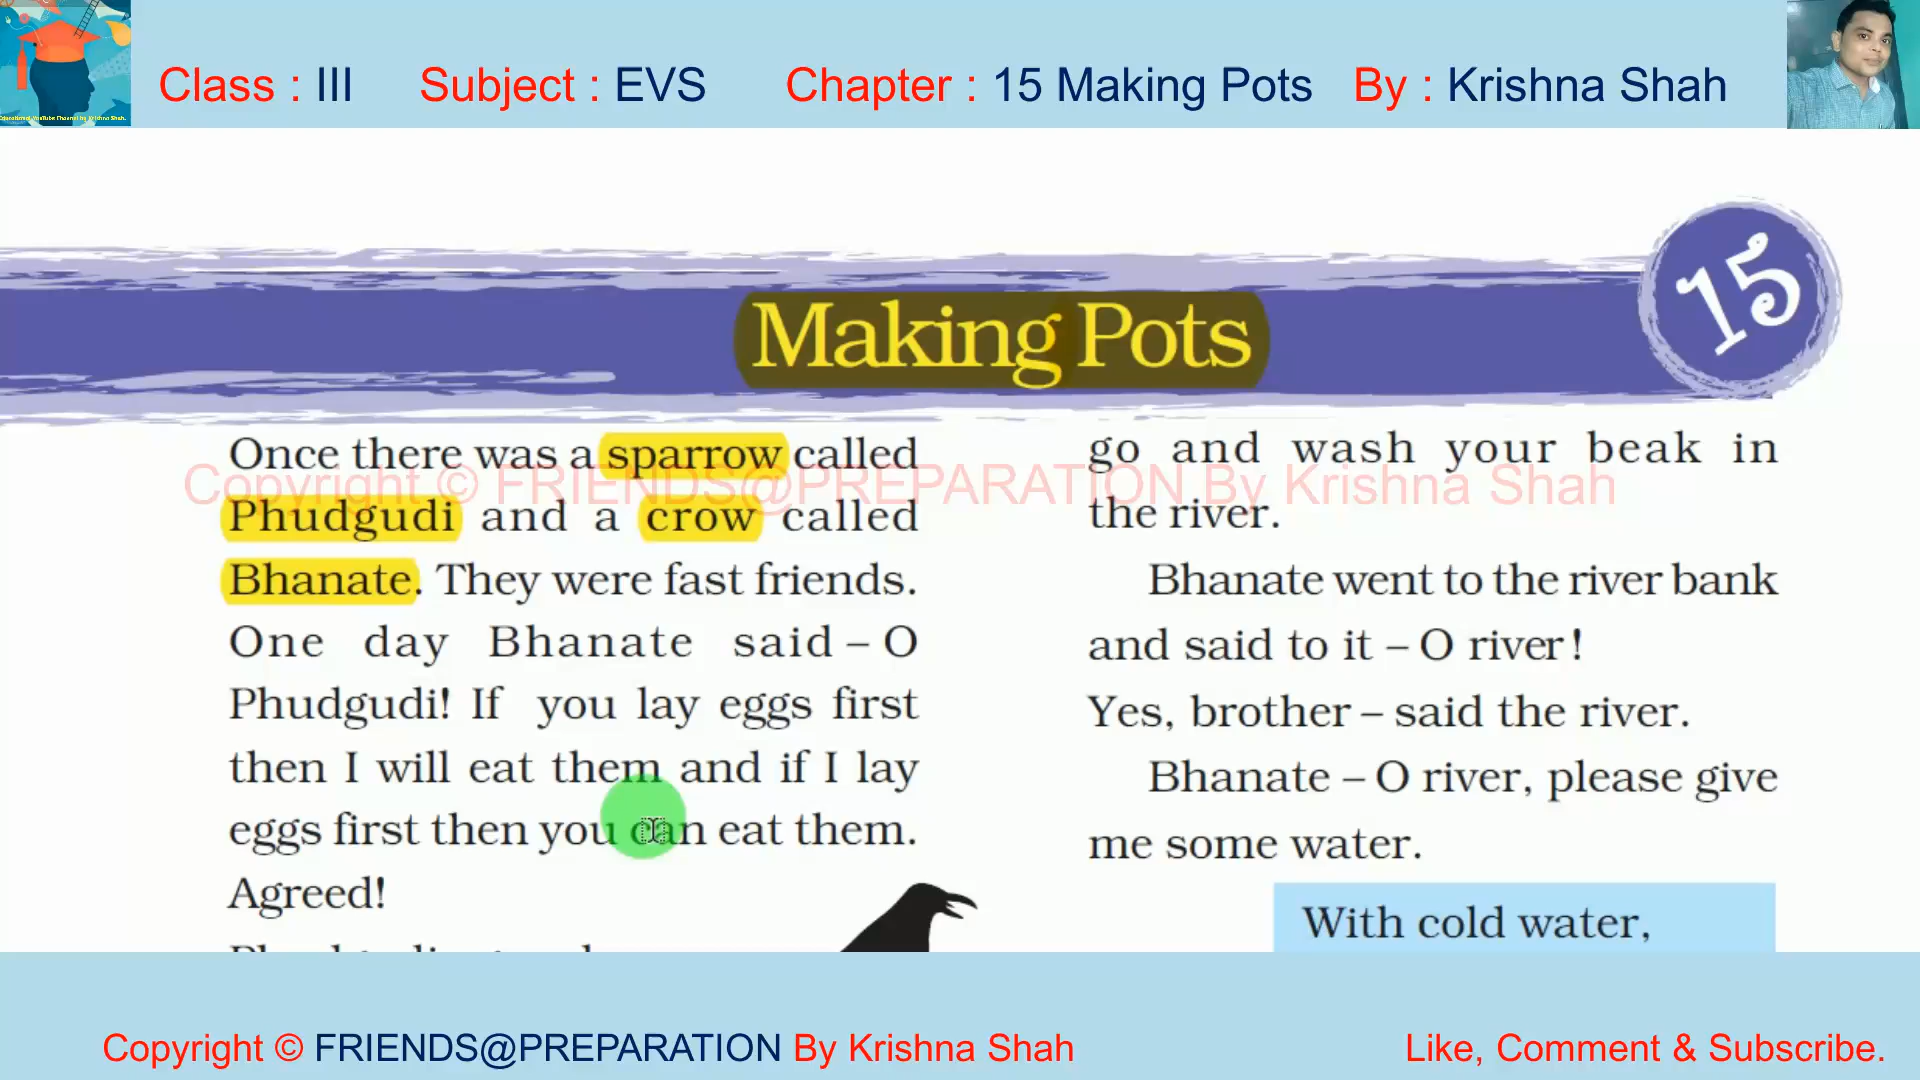 Class : III Subject : EVS Chapter : 15 Making Pots By : Krishna Shah
Making Pots
15
Once there was a sparrow called
Phudgudi and a crow called
Bhanate. They were fast friends.
One day Bhanate said – O
Phudgudi! If you lay eggs first
then I will eat them and if I lay
eggs first then you can eat them.
Agreed!
go and wash your beak in
the river.
Bhanate went to the river bank
and said to it – O river!
Yes, brother – said the river.
Bhanate – O river, please give
me some water.
With cold water,
Copyright © FRIENDS@PREPARATION By Krishna Shah
Copyright © FRIENDS@PREPARATION By Krishna Shah
Like, Comment & Subscribe.